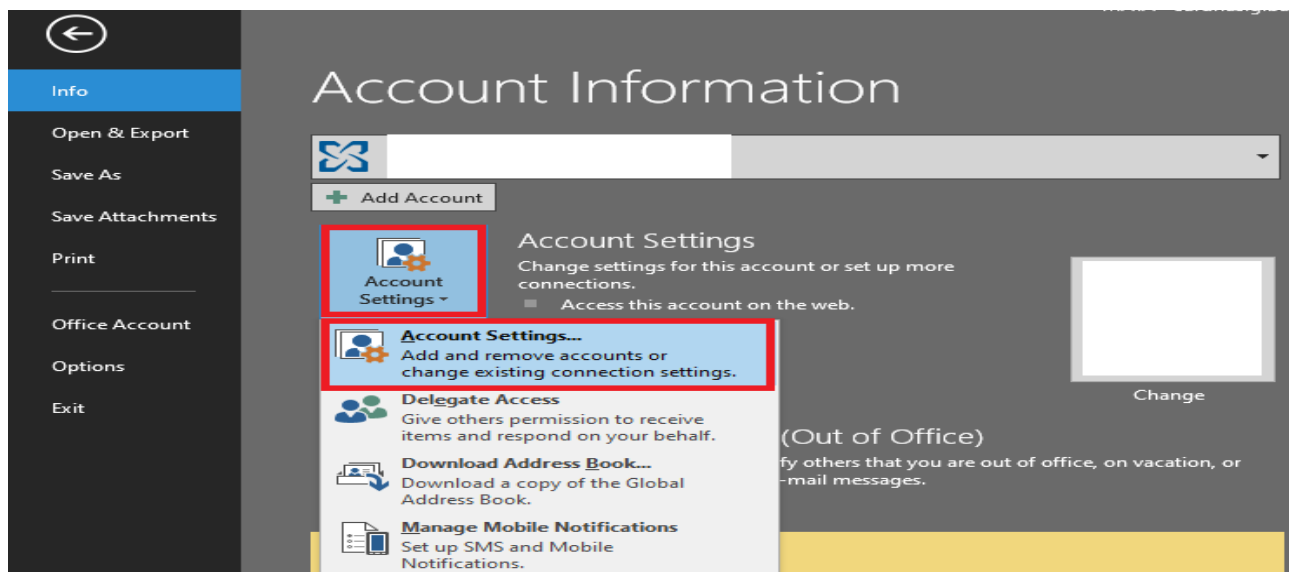 Info
Open & Export
Save As
Save Attachments
Print
Office Account
Options
Exit
Account Information
Add Account
Account
Settings
Account Settings
Change settings for this account or set up more
connections.
Access this account on the web.
Account Settings...
Add and remove accounts or
change existing connection settings.
Delegate Access
Give others permission to receive
items and respond on your behalf.
Download Address Book...
Download a copy of the Global
Address Book.
Manage Mobile Notifications
Set up SMS and Mobile
Notifications.
Change
(Out of Office)
fy others that you are out of office, on vacation, or
-mail messages.